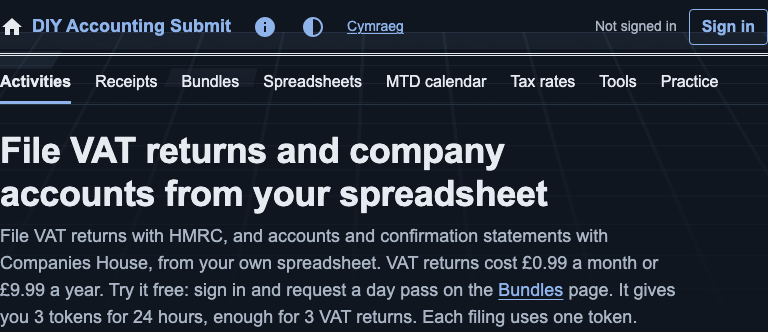 DIY Accounting Submit
Cymraeg
Not signed in
Sign in
Activities Receipts Bundles Spreadsheets MTD calendar Tax rates Tools Practice
File VAT returns and company
accounts from your spreadsheet
File VAT returns with HMRC, and accounts and confirmation statements with
Companies House, from your own spreadsheet. VAT returns cost £0.99 a month or
£9.99 a year. Try it free: sign in and request a day pass on the Bundles page. It gives
you 3 tokens for 24 hours, enough for 3 VAT returns. Each filing uses one token.